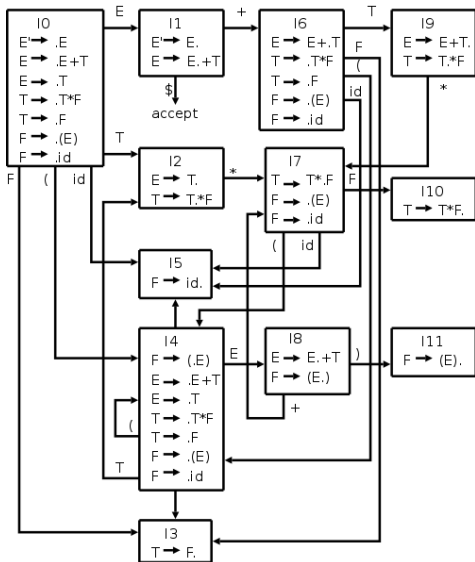 I0
E' → .E
E → .E+T
E → .T
T → .T*F
T → .F
F → .(E)
F → .id
E
I1
E' → E.
E → E.+T
$
accept
+
I6
E → E+.T
T → .T*F
T → .F
F → .(E)
F → .id
T
F
(
id
I9
E → E+T.
T → T.*F
*
T
I2
E → T.
T → T.*F
*
I7
T → T*.F
F → .(E)
F → .id
F
I10
T → T*F.
F
(
id
(
id
I5
F → id.
I4
F → (.E)
E → .E+T
E → .T
T → .T*F
T → .F
F → .(E)
F → .id
(
T
E
I8
E → E.+T
F → (E.)
)
+
I11
F → (E).
I3
T → F.